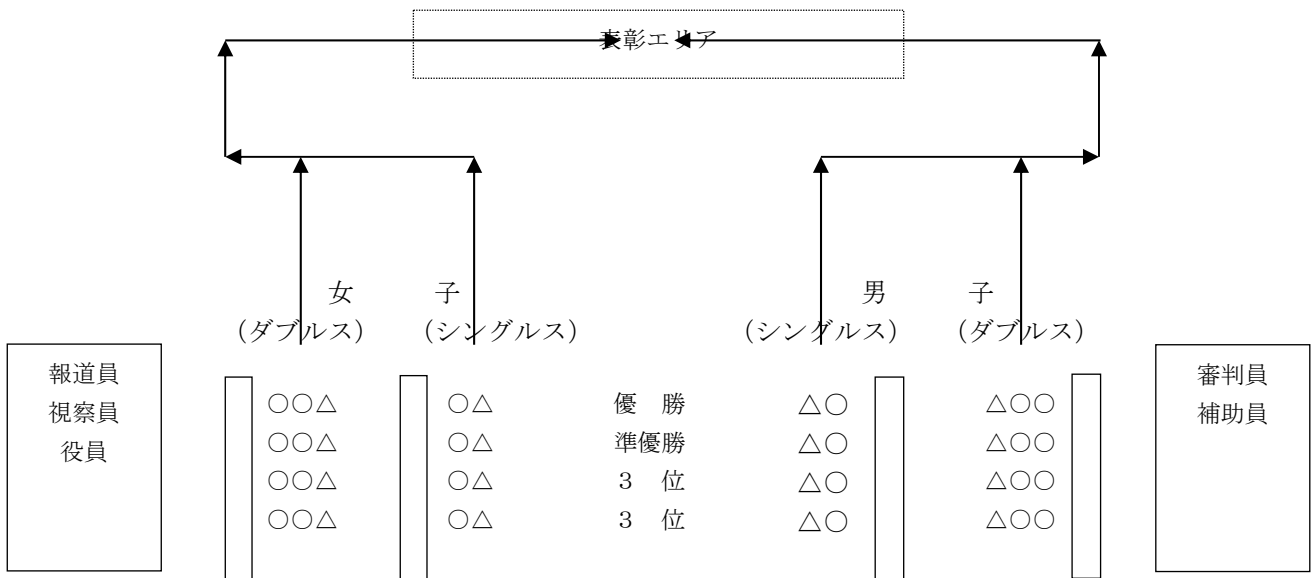 表彰エリア
女　　　子
男　　　子
（ダブルス）
（シングルス）
（シングルス）
（ダブルス）
報道員
視察員
役員
○○△　○△　優　勝　△○　△○○
○○△　○△　準優勝　△○　△○○
○○△　○△　３　位　△○　△○○
○○△　○△　３　位　△○　△○○
審判員
補助員